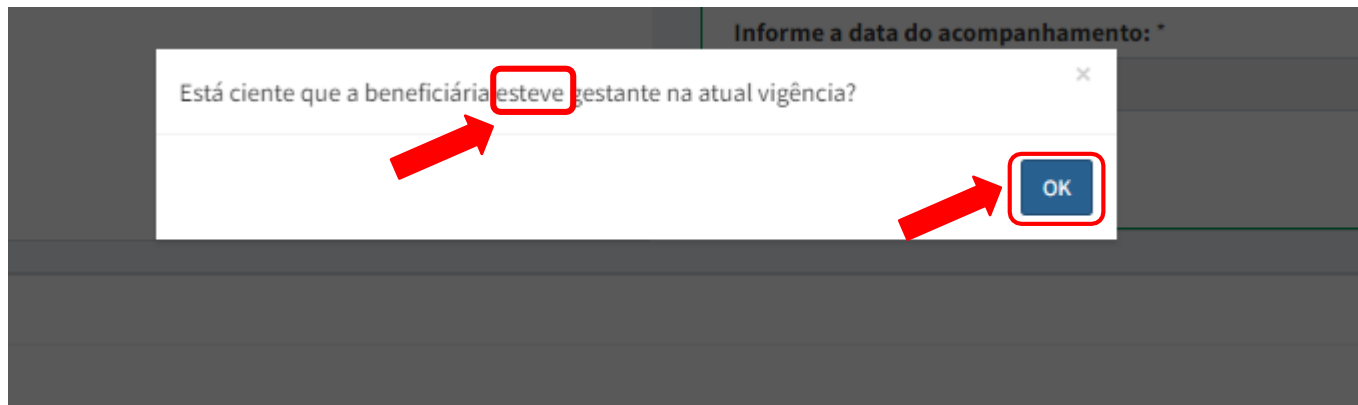 Informe a data do acompanhamento: *
Está ciente que a beneficiária esteve gestante na atual vigência?
×
OK